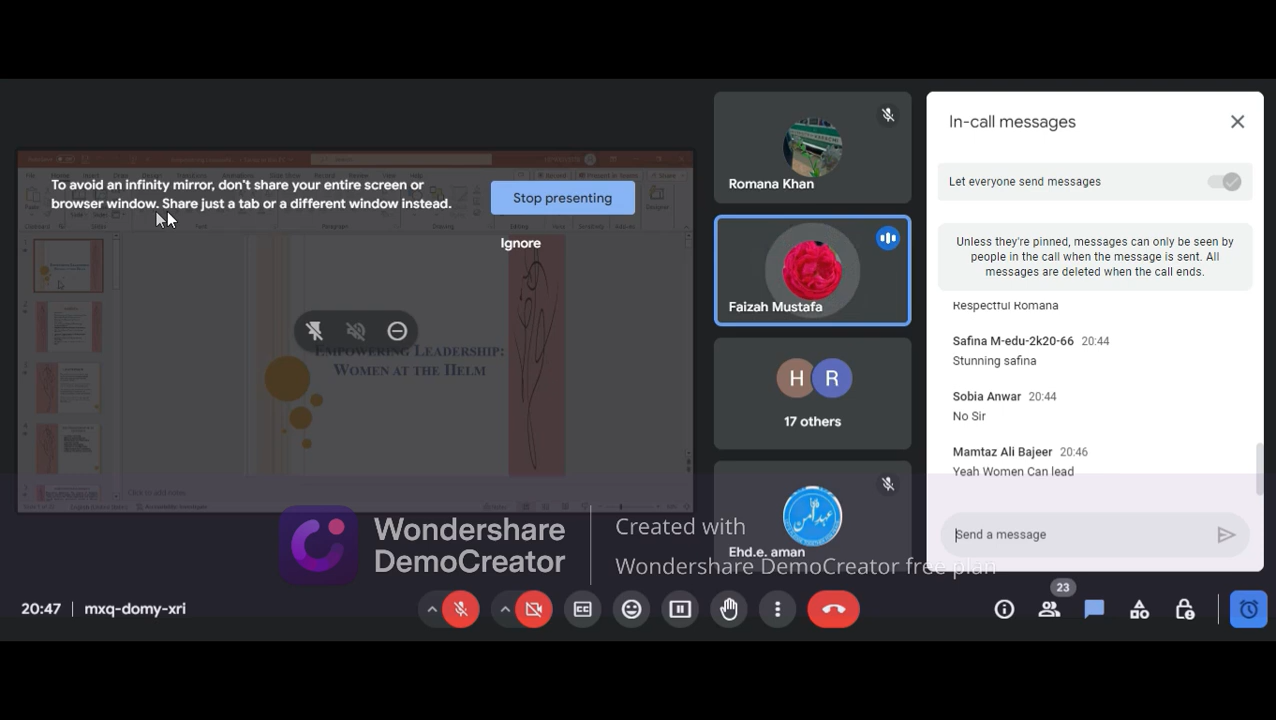 To avoid an infinity mirror, don't share your entire screen or
browser window. Share just a tab or a different window instead.
Stop presenting
Ignore
EMPOWERING LEADERSHIP:
WOMEN AT THE HELM
Click to add notes
Romana Khan
Faizah Mustafa
H
R
17 others
Ehd.e. aman
In-call messages
Let everyone send messages
Unless they're pinned, messages can only be seen by
people in the call when the message is sent. All
messages are deleted when the call ends.
Respectful Romana
Safina M-edu-2k20-66 20:44
Stunning safina
Sobia Anwar 20:44
No Sir
Mamtaz Ali Bajeer 20:46
Yeah Women Can lead
Send a message
Wondershare
DemoCreator
Created with
Wondershare DemoCreator free plan
20:47 | mxq-domy-xri
23